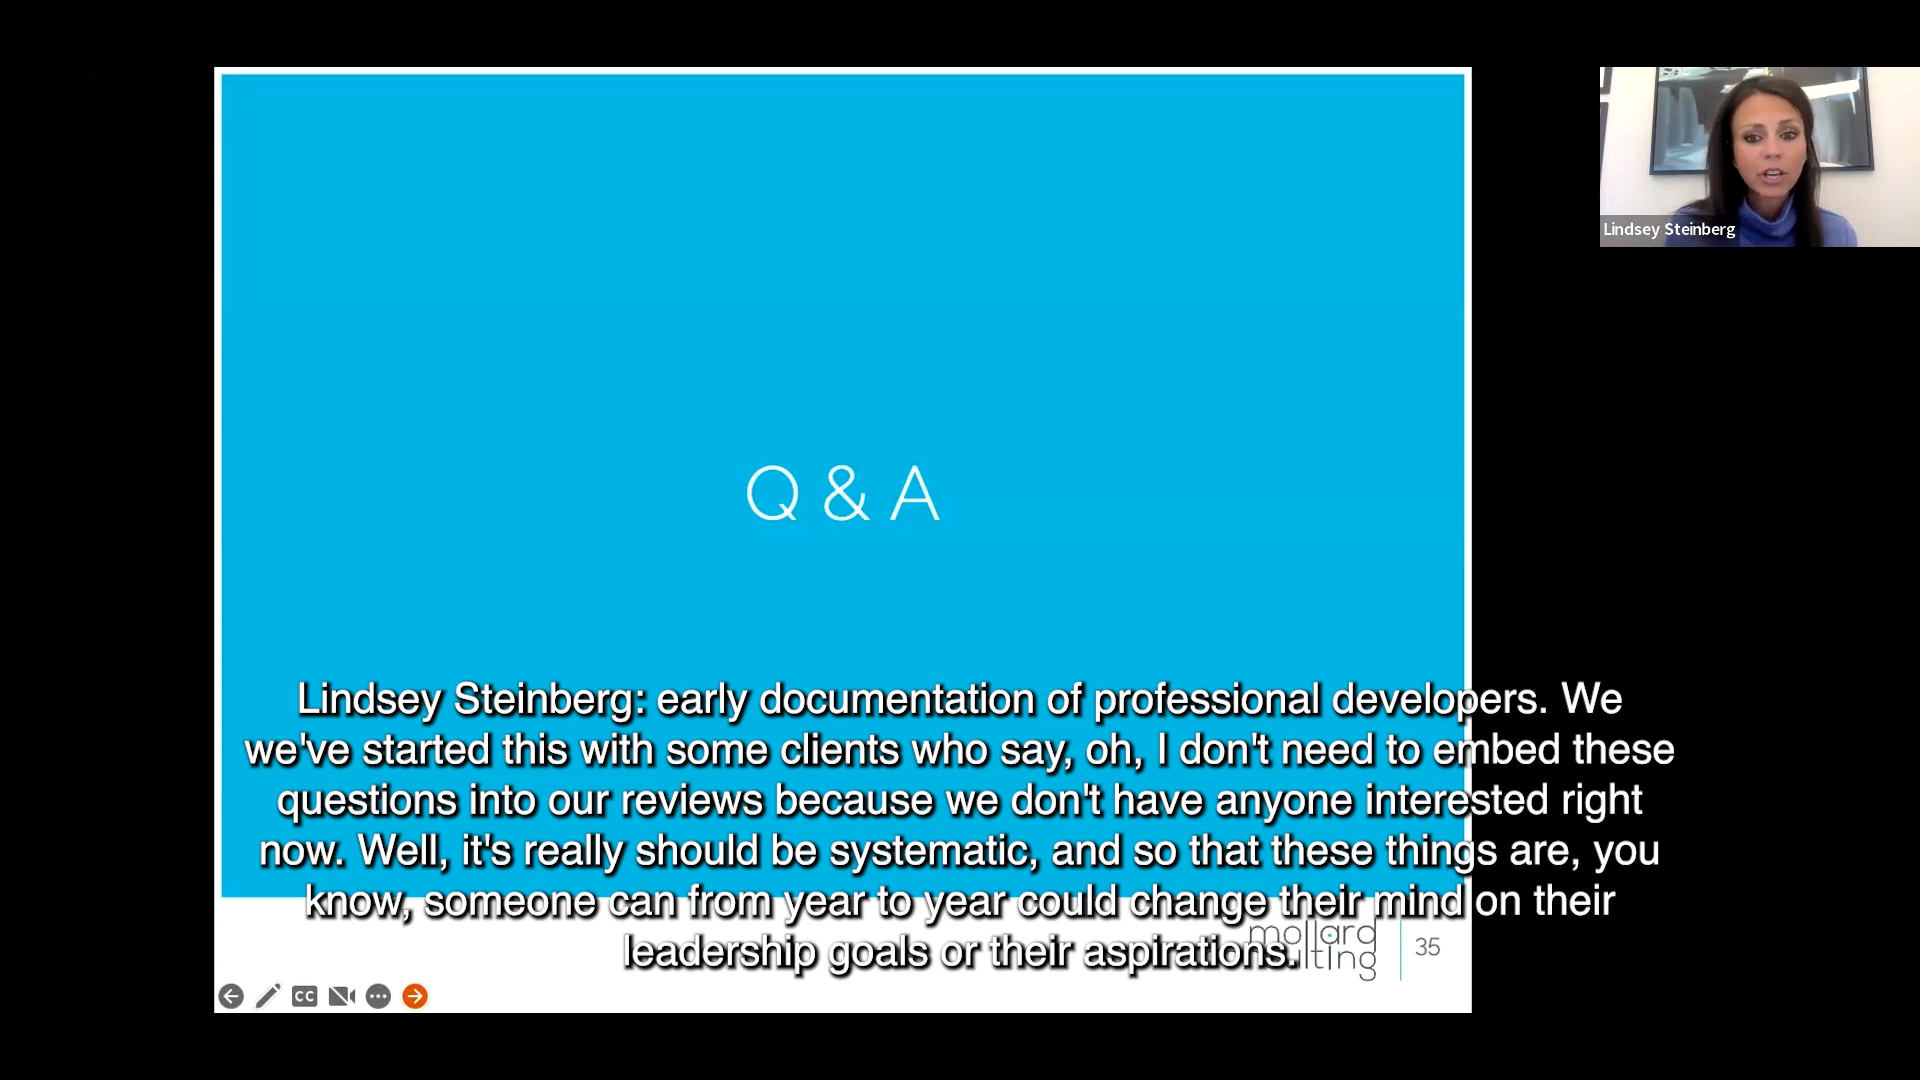 Lindsey Steinberg
Q & A
Lindsey Steinberg: early documentation of professional developers. We
we've started this with some clients who say, oh, I don't need to embed these
questions into our reviews because we don't have anyone interested right
now. Well, it's really should be systematic, and so that these things are, you
know, someone can from year to year could change their mind on their
leadership goals or their aspirations.
mollard
35
CC